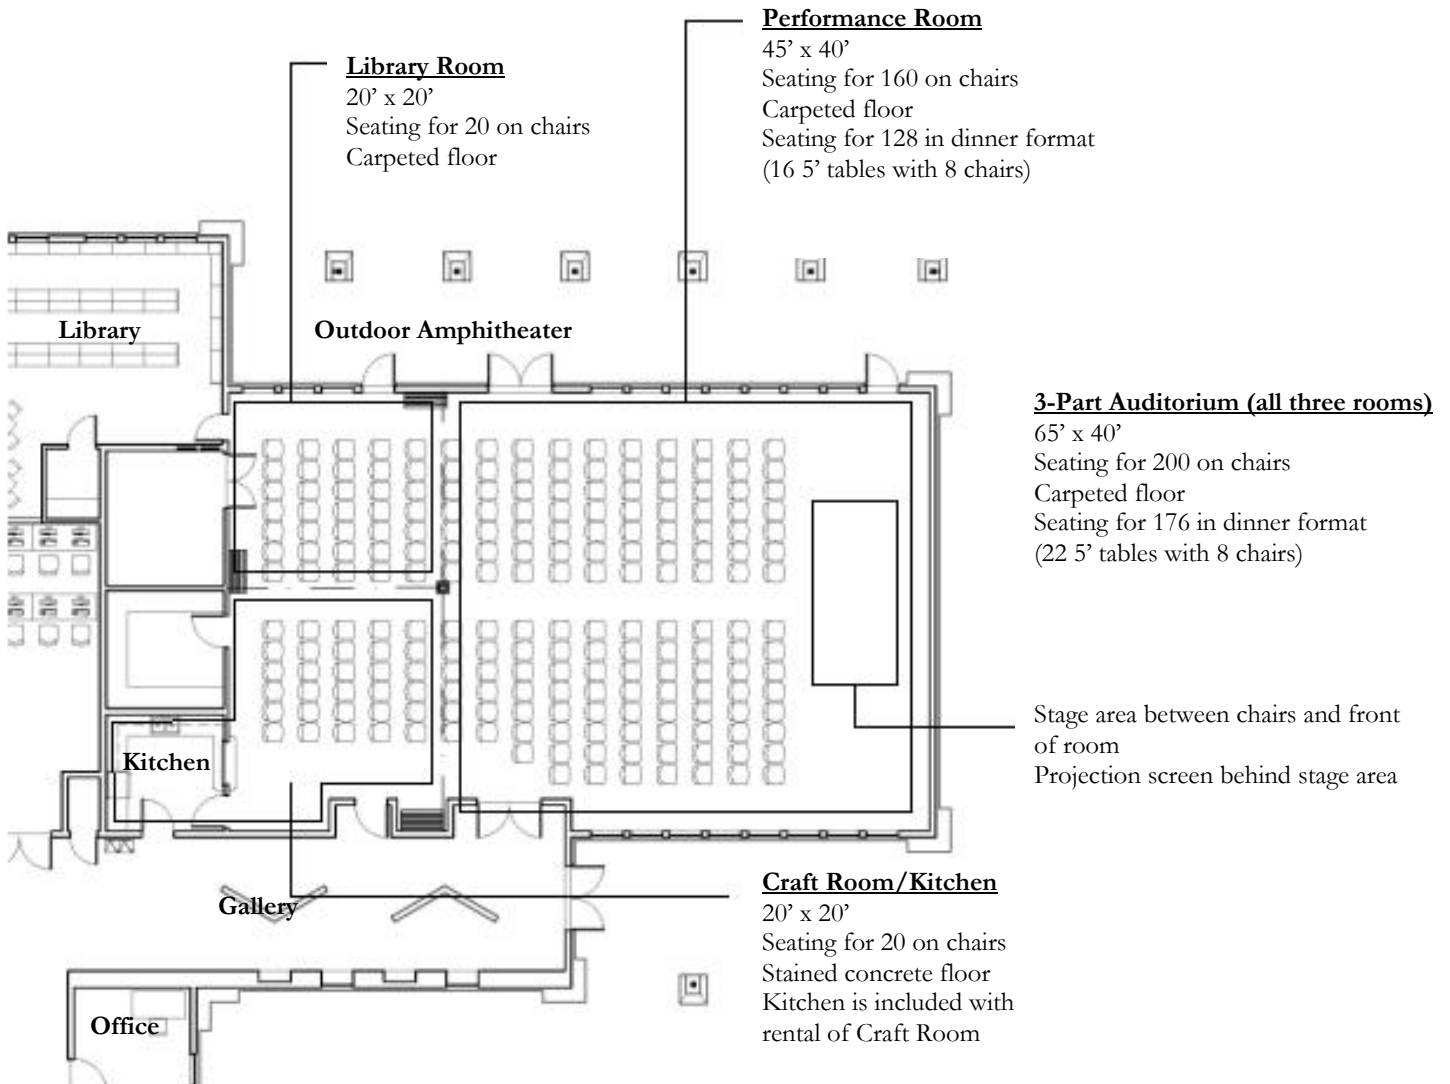 Performance Room
45’ x 40’
Seating for 160 on chairs
Carpeted floor
Seating for 128 in dinner format
(16 5’ tables with 8 chairs)
Library Room
20’ x 20’
Seating for 20 on chairs
Carpeted floor
Library
Outdoor Amphitheater
3-Part Auditorium (all three rooms)
65’ x 40’
Seating for 200 on chairs
Carpeted floor
Seating for 176 in dinner format
(22 5’ tables with 8 chairs)
Stage area between chairs and front
of room
Projection screen behind stage area
Kitchen
Craft Room/Kitchen
20’ x 20’
Seating for 20 on chairs
Stained concrete floor
Kitchen is included with
rental of Craft Room
Gallery
Office